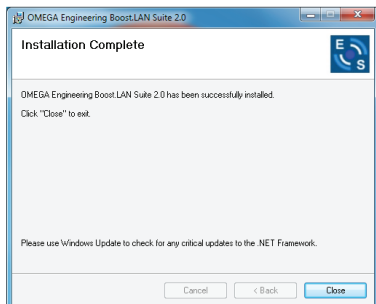 OMEGA Engineering Boost.LAN Suite 2.0
Installation Complete
E
S
OMEGA Engineering Boost.LAN Suite 2.0 has been successfully installed.
Click "Close" to exit.
Please use Windows Update to check for any critical updates to the .NET Framework.
Cancel < Back Close